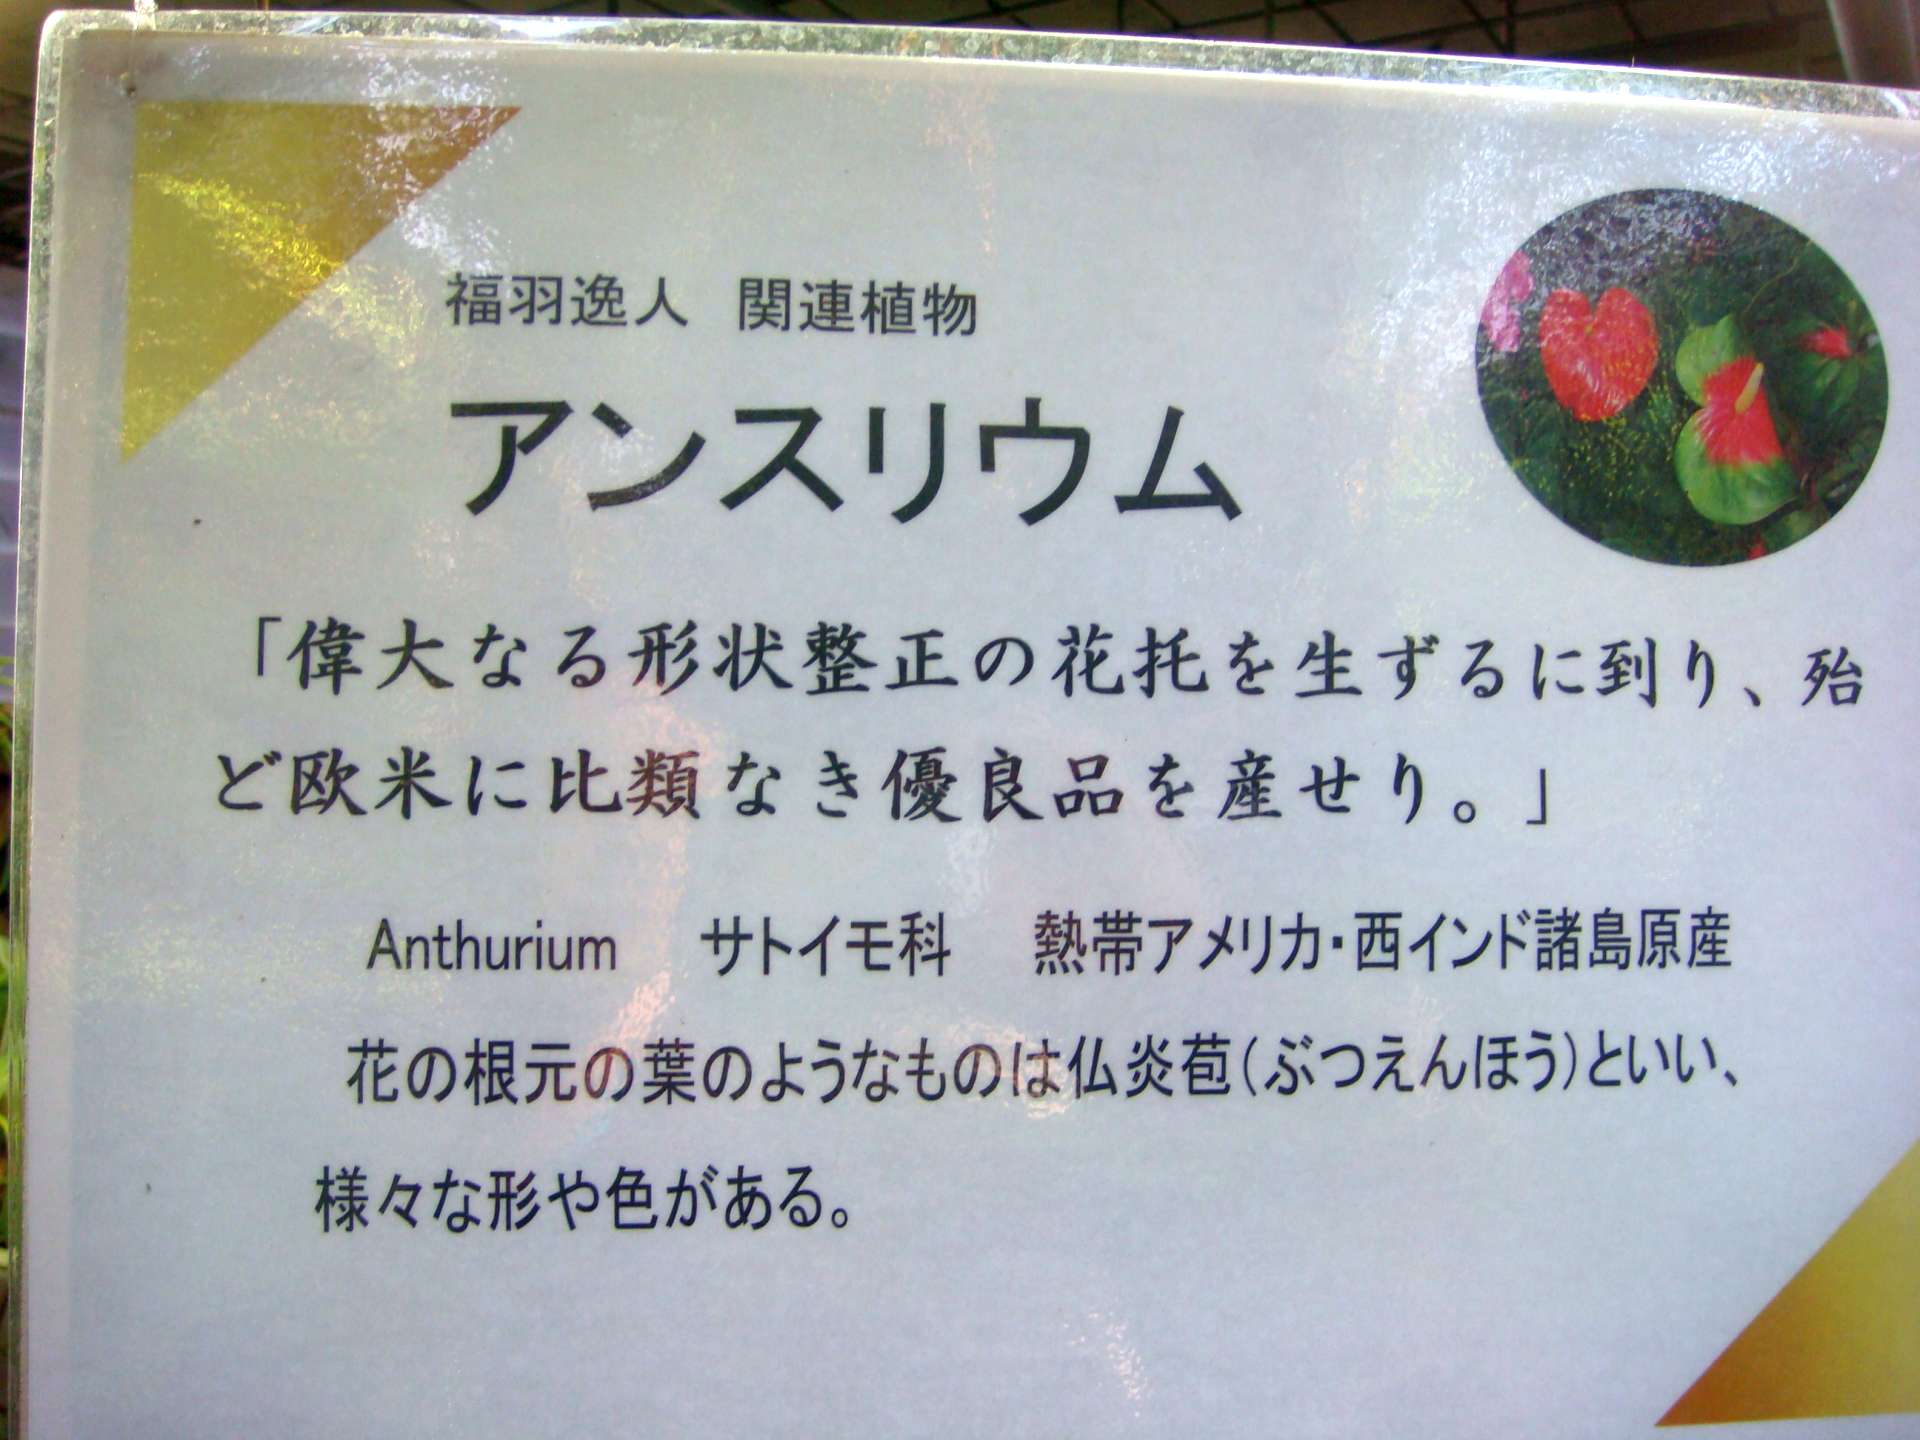 福羽逸人　関連植物
アンスリウム
「偉大なる形状整正の花托を生ずるに到り、殆
ど欧米に比類なき優良品を産せり。」
Anthurium　サトイモ科　熱帯アメリカ・西インド諸島原産
花の根元の葉のようなものは仏炎苞(ぶつえんほう)といい、
様々な形や色がある。